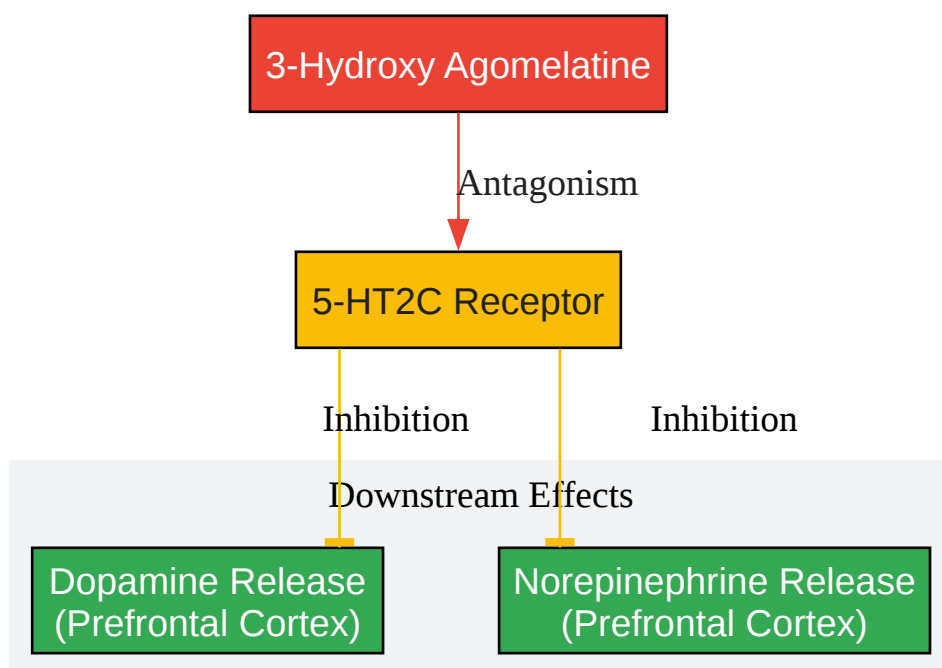 3-Hydroxy Agomelatine
Antagonism
5-HT2C Receptor
Inhibition
Inhibition
Downstream Effects
Dopamine Release
(Prefrontal Cortex)
Norepinephrine Release
(Prefrontal Cortex)